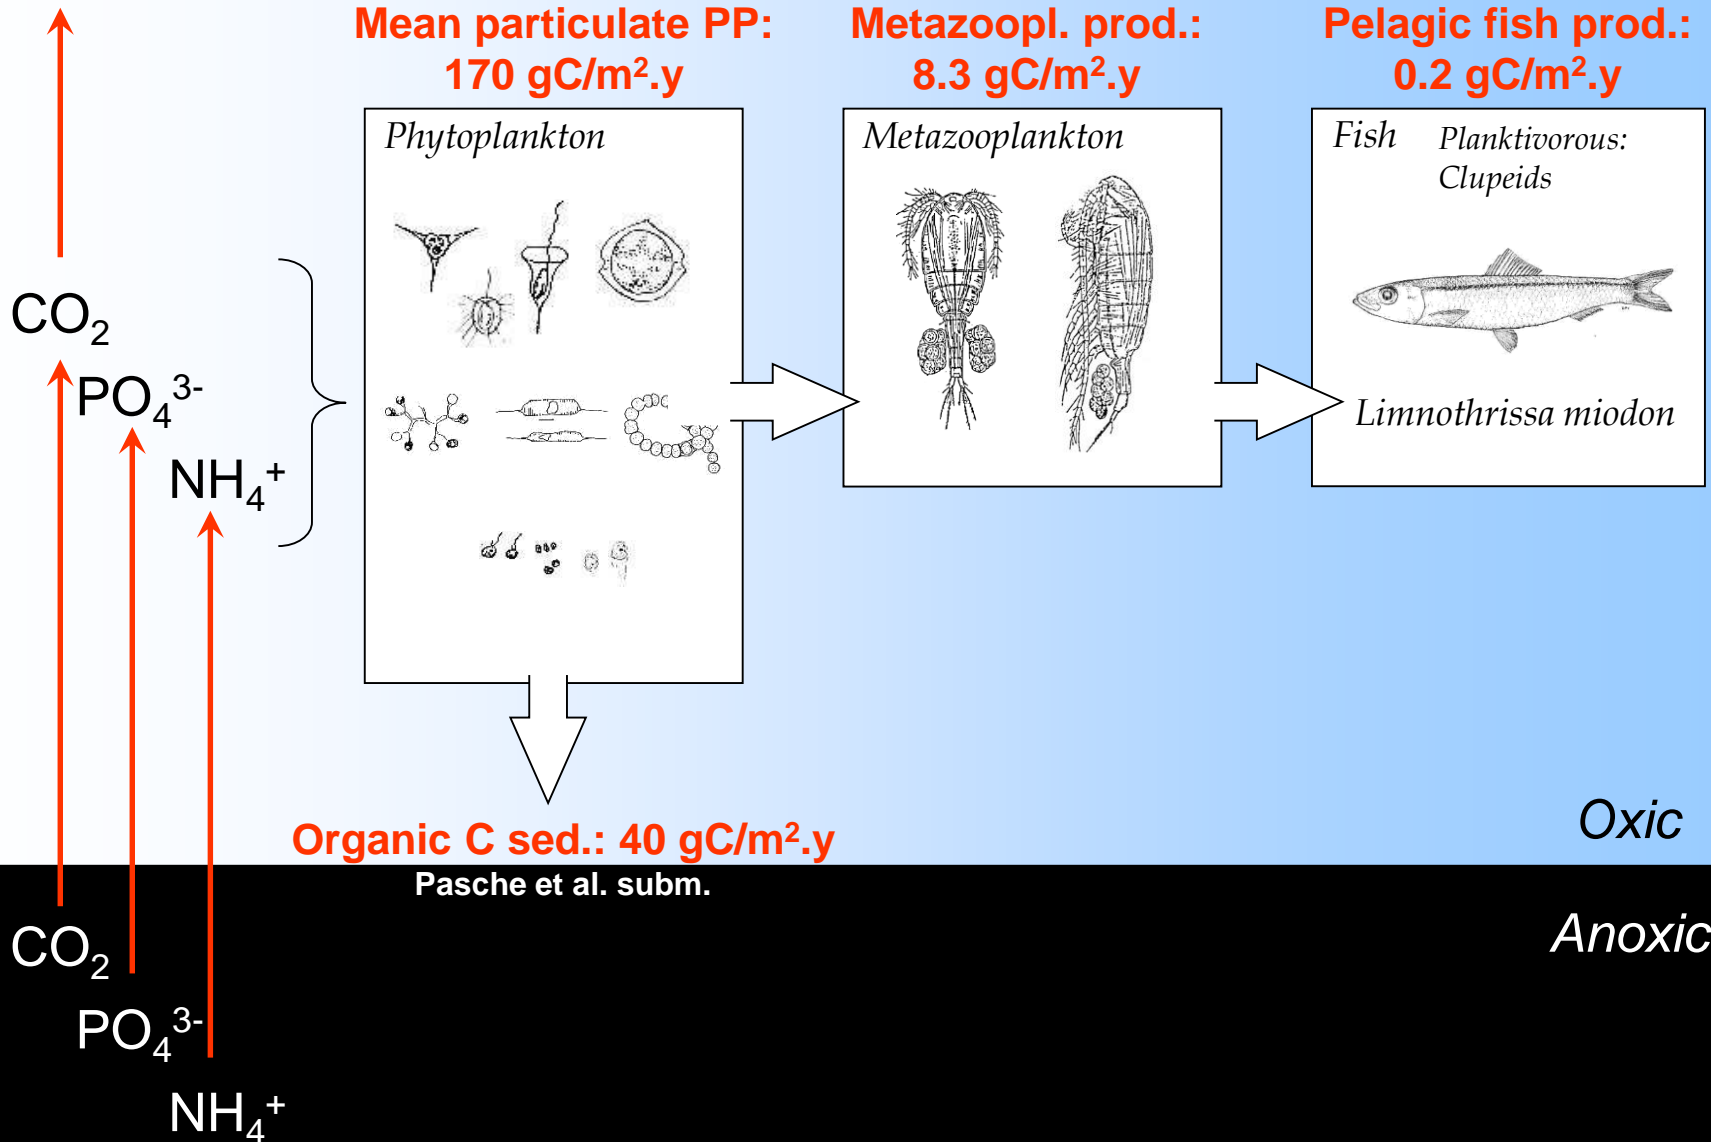 Mean particulate PP:
170 gC/m².y
Metazoopl. prod.:
8.3 gC/m².y
Pelagic fish prod.:
0.2 gC/m².y
Phytoplankton
Metazooplankton
Fish
Planktivorous:
Clupeids
Limnothrissa miodon
CO₂
PO₄³⁻
NH₄⁺
Organic C sed.: 40 gC/m².y
Pasche et al. subm.
Oxic
Anoxic
CO₂
PO₄³⁻
NH₄⁺